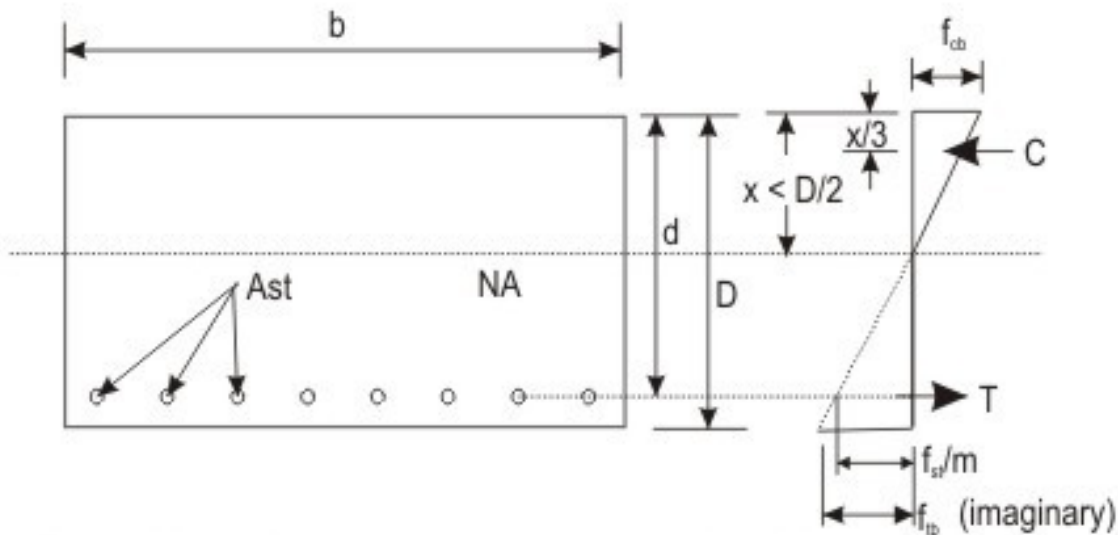 b
f_cb
x/3
C
x < D/2
d
Ast
NA
D
T
f_st/m
f_tb (imaginary)